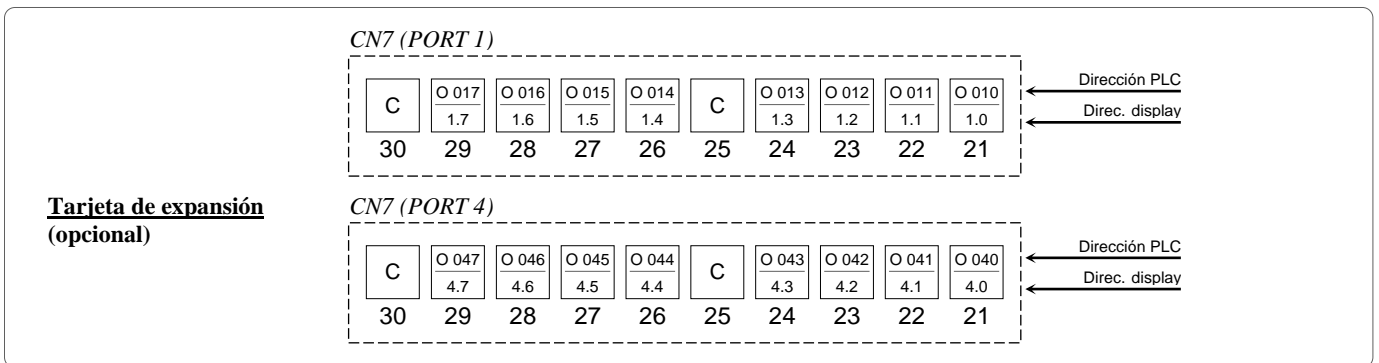 CN7 (PORT 1)
C O 017 O 016 O 015 O 014 C O 013 O 012 O 011 O 010 Dirección PLC
1.7 1.6 1.5 1.4 1.3 1.2 1.1 1.0 Direc. display
30 29 28 27 26 25 24 23 22 21
Tarjeta de expansión
(opcional)
CN7 (PORT 4)
C O 047 O 046 O 045 O 044 C O 043 O 042 O 041 O 040 Dirección PLC
4.7 4.6 4.5 4.4 4.3 4.2 4.1 4.0 Direc. display
30 29 28 27 26 25 24 23 22 21